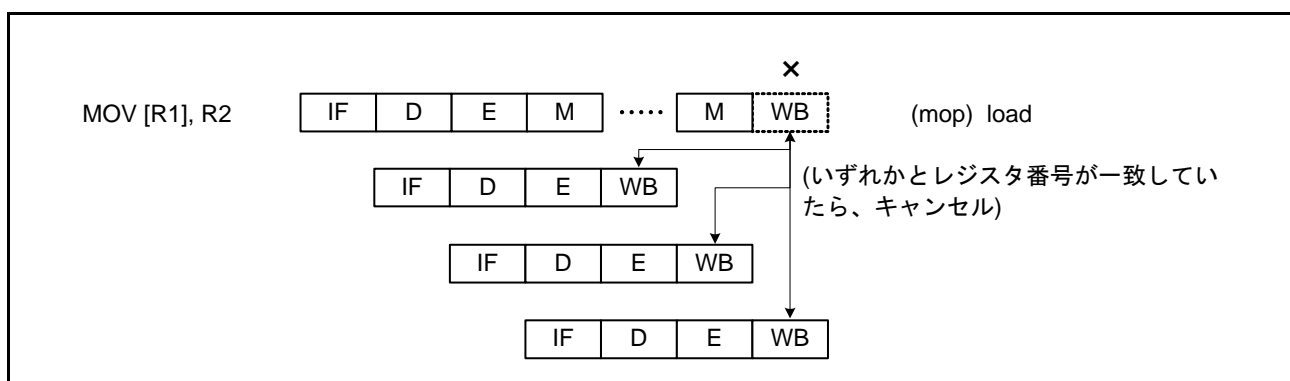 ×
MOV [R1], R2 IF D E M ····· M WB (mop) load
IF D E WB (いずれかとレジスタ番号が一致してい
たら、キャンセル)
IF D E WB
IF D E WB